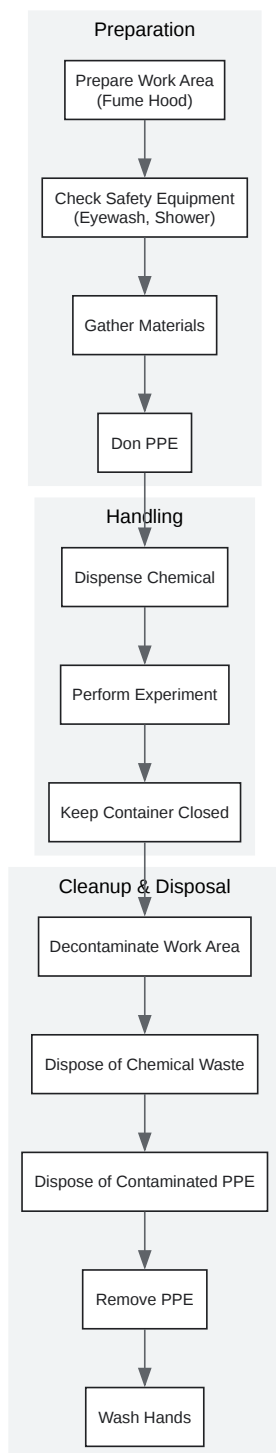 Preparation
Prepare Work Area
(Fume Hood)
Check Safety Equipment
(Eyewash, Shower)
Gather Materials
Don PPE
Handling
Dispense Chemical
Perform Experiment
Keep Container Closed
Cleanup & Disposal
Decontaminate Work Area
Dispose of Chemical Waste
Dispose of Contaminated PPE
Remove PPE
Wash Hands